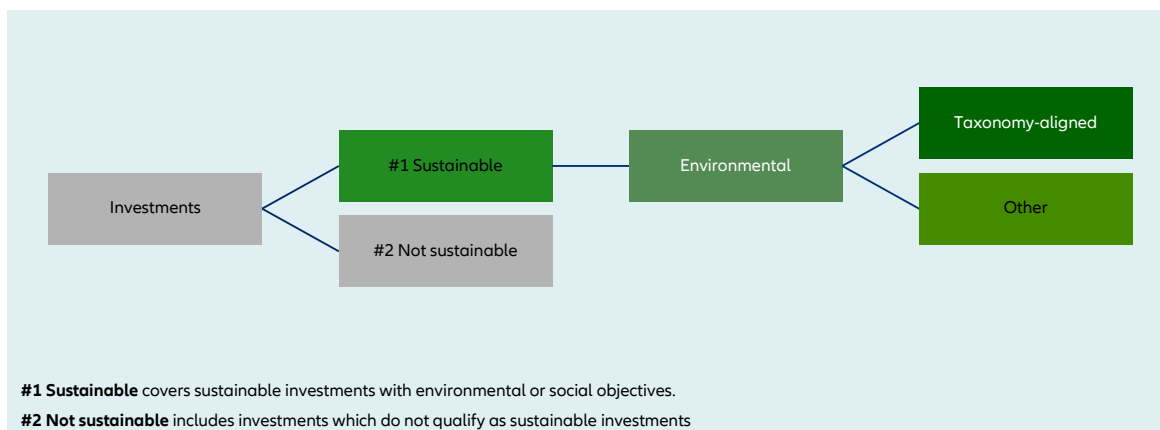 Taxonomy-aligned
#1 Sustainable
Environmental
Investments
Other
#2 Not sustainable
#1 Sustainable covers sustainable investments with environmental or social objectives.
#2 Not sustainable includes investments which do not qualify as sustainable investments